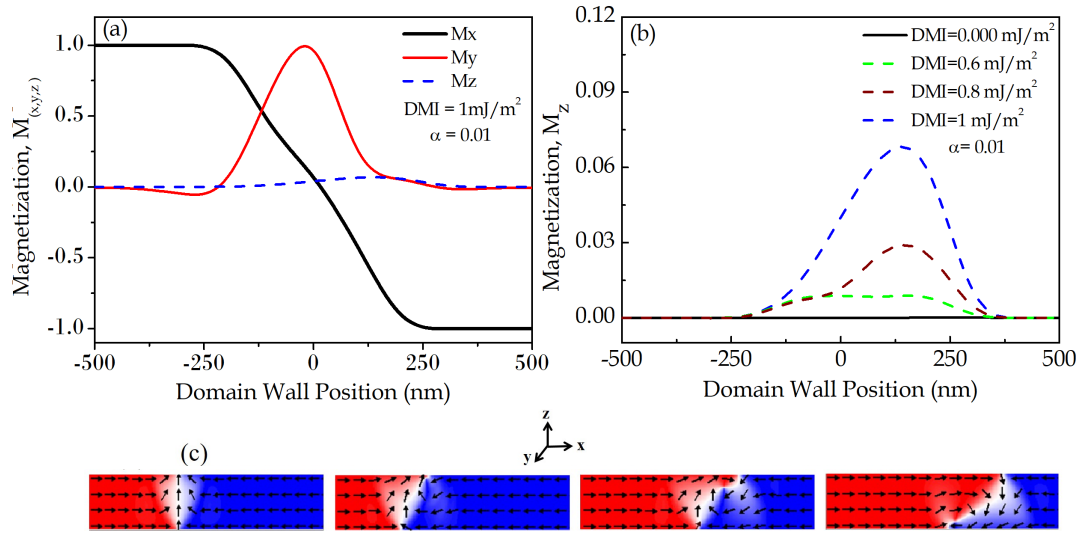 (a)
Mx
My
Mz
DMI = 1mJ/m²
α = 0.01
1.0
0.5
0.0
-0.5
-1.0
Magnetization, M(x,y,z)
-500 -250 0 250 500
Domain Wall Position (nm)
(b)
DMI=0.000 mJ/m²
DMI=0.6 mJ/m²
DMI=0.8 mJ/m²
DMI=1 mJ/m²
α= 0.01
0.12
0.09
0.06
0.03
0.00
Magnetization, Mz
-500 -250 0 250 500
Domain Wall Position (nm)
(c)
z
x
y